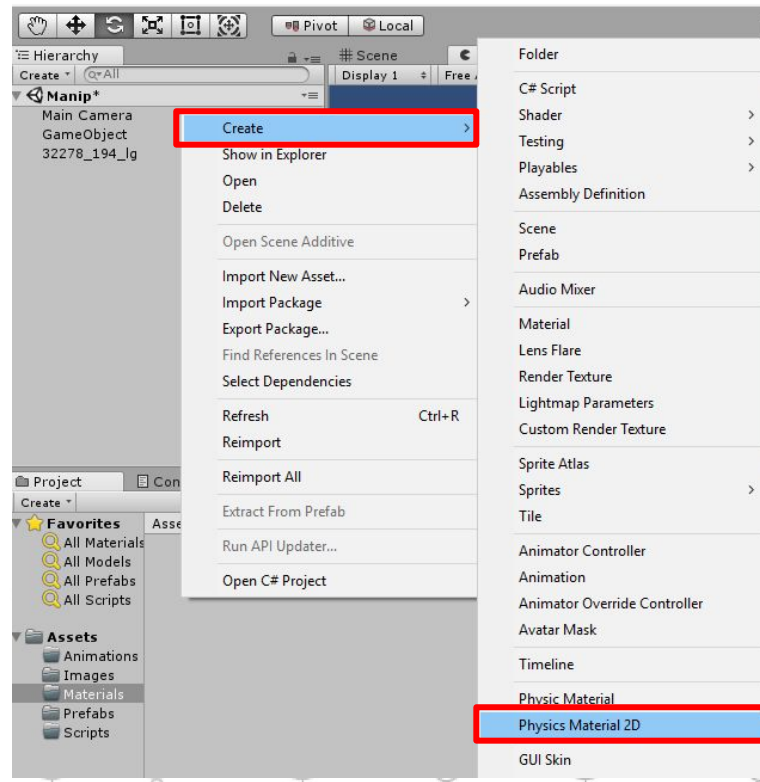 Pivot Local
Hierarchy
Create All
Manip*
Main Camera
GameObject
32278_194_lg
# Scene
Display 1 Free
Create
Show in Explorer
Open
Delete
Open Scene Additive
Import New Asset...
Import Package
Export Package...
Find References In Scene
Select Dependencies
Refresh Ctrl+R
Reimport
Reimport All
Extract From Prefab
Run API Updater...
Open C# Project
Folder
C# Script
Shader
Testing
Playables
Assembly Definition
Scene
Prefab
Audio Mixer
Material
Lens Flare
Render Texture
Lightmap Parameters
Custom Render Texture
Sprite Atlas
Sprites
Tile
Animator Controller
Animation
Animator Override Controller
Avatar Mask
Timeline
Physic Material
Physics Material 2D
GUI Skin
Project Con
Create
Favorites
All Materials
All Models
All Prefabs
All Scripts
Asse
Assets
Animations
Images
Materials
Prefabs
Scripts